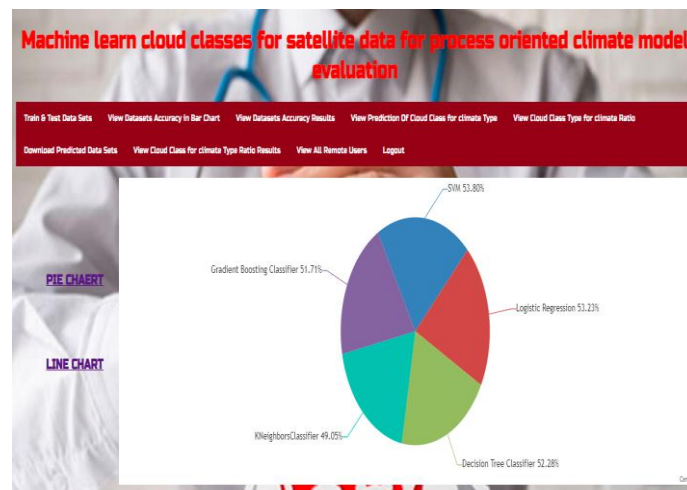 Machine learn cloud classes for satellite data for process oriented climate model
evaluation
Train & Test Data Sets View Datasets Accuracy in Bar Chart View Datasets Accuracy Results View Prediction Of Cloud Class for climate Type View Cloud Class Type for climate Ratio
Download Predicted Data Sets View Cloud Class for climate Type Ratio Results View All Remote Users Logout
SVM 53.80%
Gradient Boosting Classifier 51.71%
PIE CHAERT
Logistic Regression 53.23%
LINE CHART
KNeighborsClassifier 49.05%
Decision Tree Classifier 52.28%